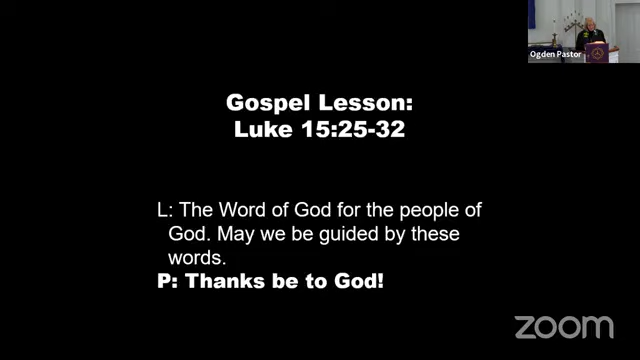 Ogden Pastor
Gospel Lesson:
Luke 15:25-32
L: The Word of God for the people of
God. May we be guided by these
words.
P: Thanks be to God!
zoom